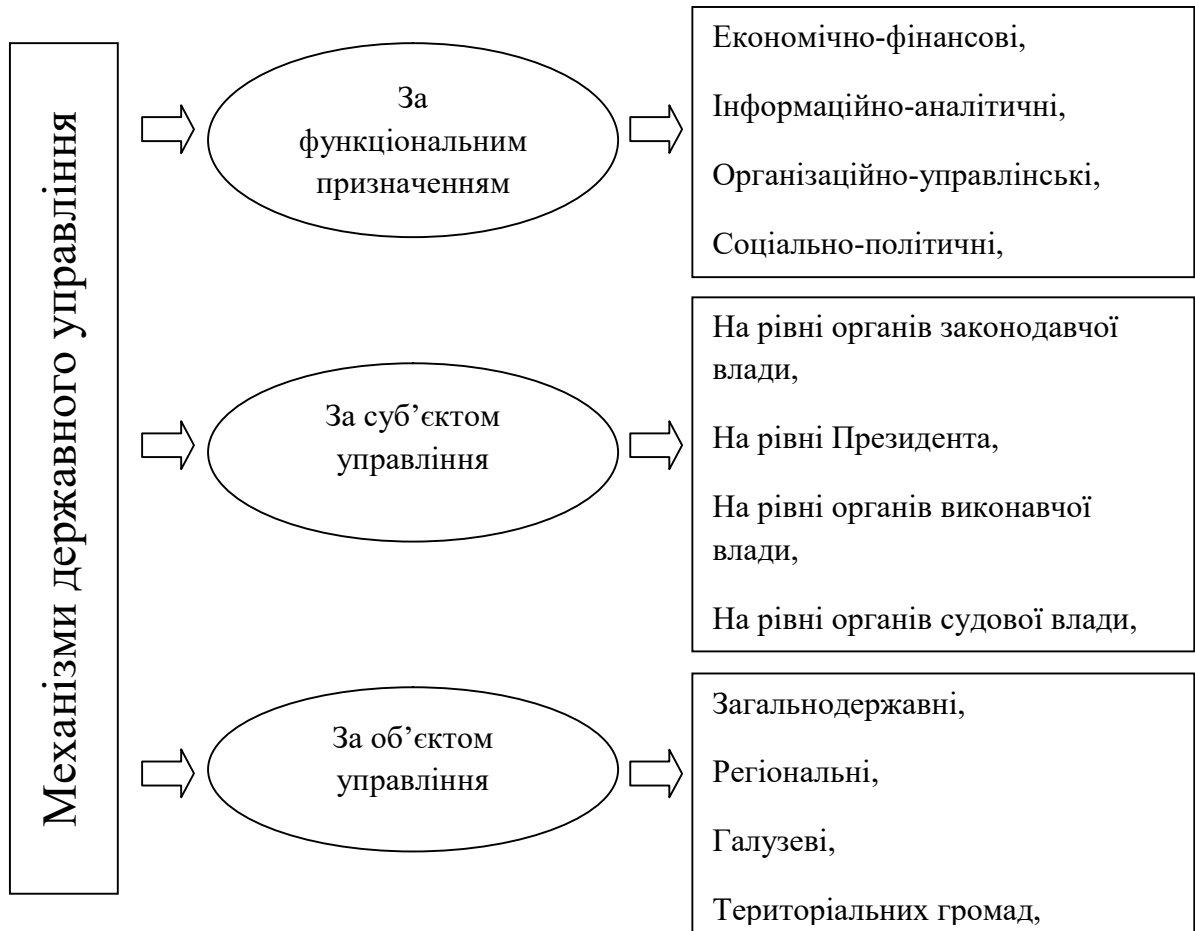 Механізми державного управління
За
функціональним
призначенням
Економічно-фінансові,
Інформаційно-аналітичні,
Організаційно-управлінські,
Соціально-політичні,
За суб’єктом
управління
На рівні органів законодавчої
влади,
На рівні Президента,
На рівні органів виконавчої
влади,
На рівні органів судової влади,
За об’єктом
управління
Загальнодержавні,
Регіональні,
Галузеві,
Територіальних громад,